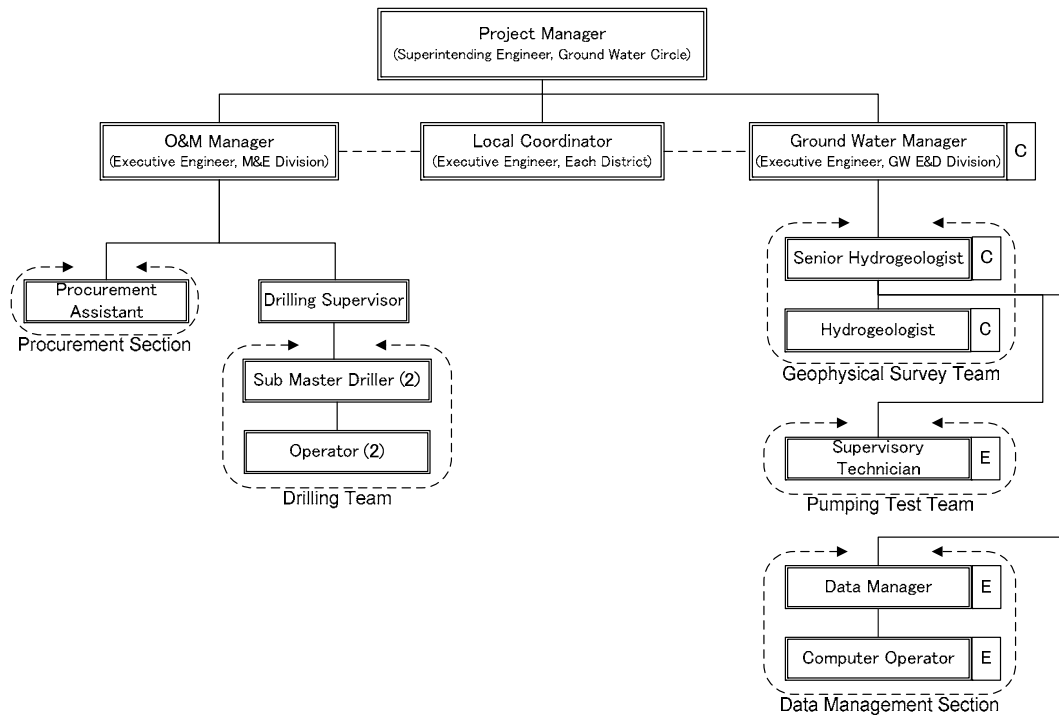 Project Manager
(Superintending Engineer, Ground Water Circle)
O&M Manager
(Executive Engineer, M&E Division)
Local Coordinator
(Executive Engineer, Each District)
Ground Water Manager
(Executive Engineer, GW E&D Division)
C
Procurement
Assistant
Procurement Section
Drilling Supervisor
Sub Master Driller (2)
Operator (2)
Drilling Team
Senior Hydrogeologist
C
Hydrogeologist
C
Geophysical Survey Team
Supervisory
Technician
E
Pumping Test Team
Data Manager
E
Computer Operator
E
Data Management Section